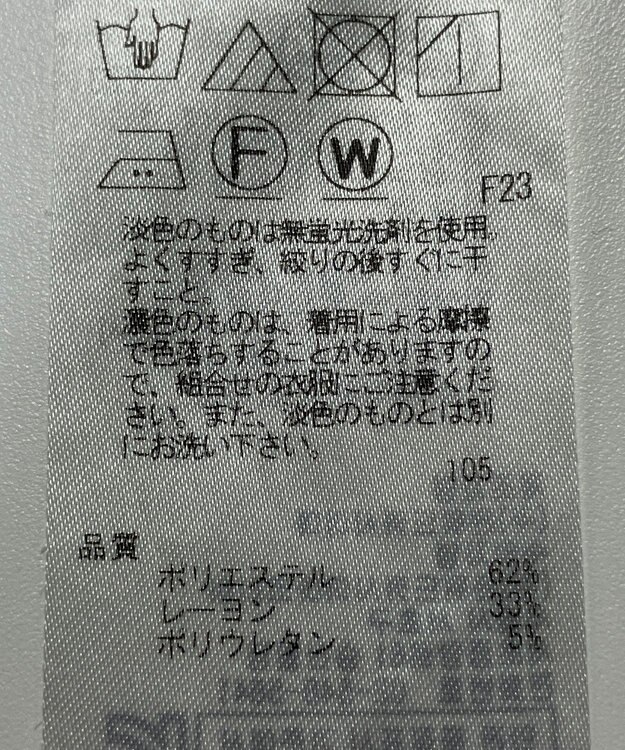 F W
F23
淡色のものは無蛍光洗剤を使用。
よくすすぎ、絞りの後すぐに干
すこと。
濃色のものは、着用による摩擦
で色落ちすることがありますの
で、組合せの衣服にご注意くだ
さい。また、淡色のものとは別
にお洗い下さい。
105
品質
ポリエステル 62%
レーヨン 33%
ポリウレタン 5%